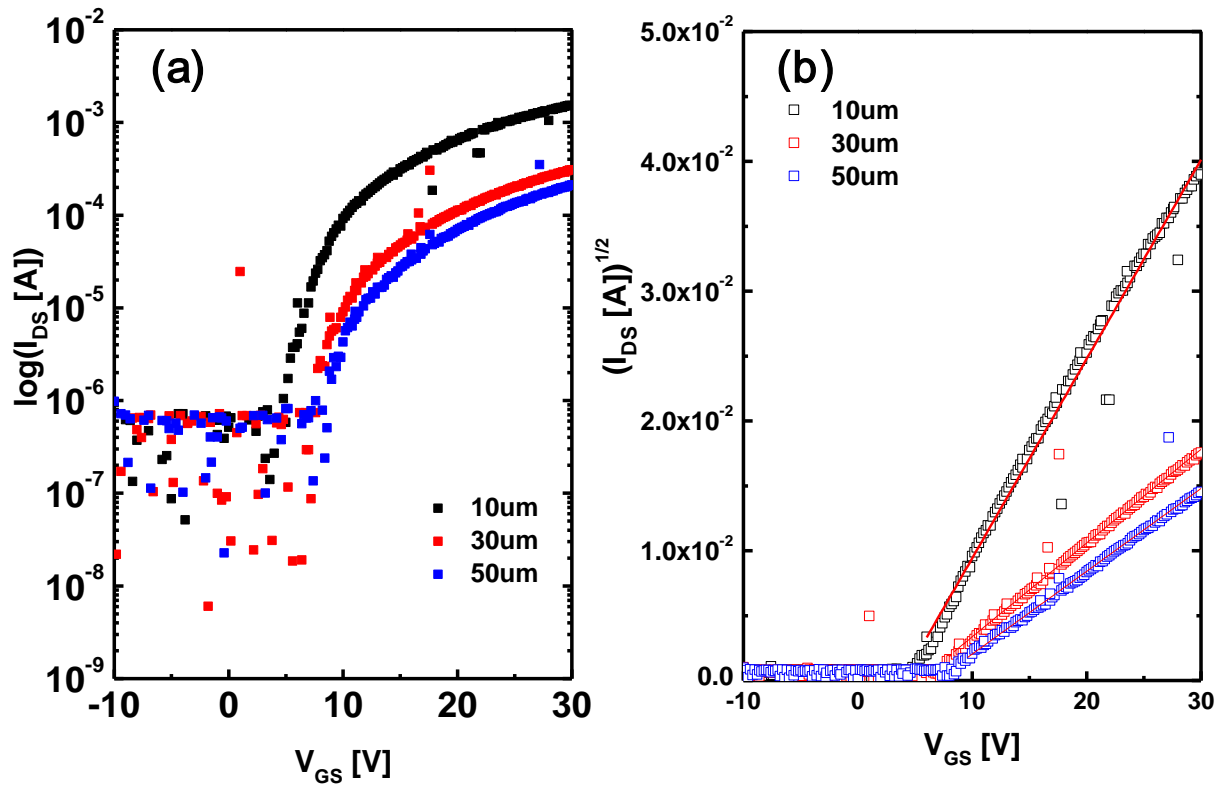 (a)
log(I_DS [A])
10^-2
10^-3
10^-4
10^-5
10^-6
10^-7
10^-8
10^-9
10um
30um
50um
-10 0 10 20 30
V_GS [V]
(b)
(I_DS [A])^1/2
5.0x10^-2
4.0x10^-2
3.0x10^-2
2.0x10^-2
1.0x10^-2
0.0
10um
30um
50um
-10 0 10 20 30
V_GS [V]